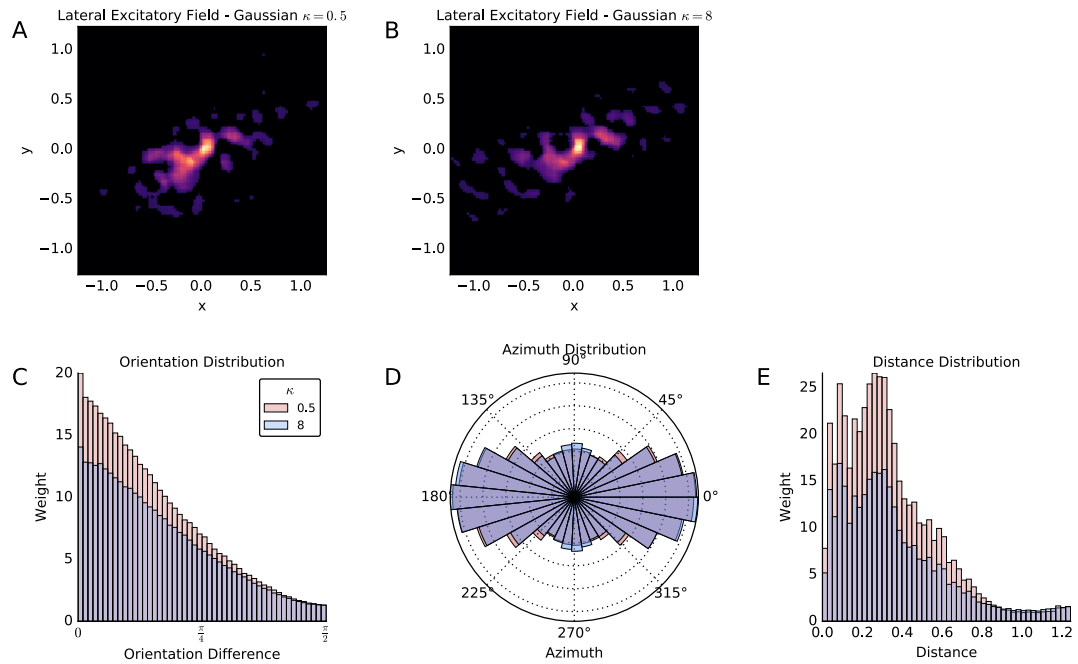 Lateral Excitatory Field - Gaussian κ = 0.5
A
1.0
0.5
0.0
−0.5
−1.0
y
−1.0 −0.5 0.0 0.5 1.0
x
Lateral Excitatory Field - Gaussian κ = 8
B
1.0
0.5
0.0
−0.5
−1.0
y
−1.0 −0.5 0.0 0.5 1.0
x
C
Orientation Distribution
20
15
10
5
0
Weight
κ
0.5
8
0 π/4 π/2
Orientation Difference
D
Azimuth Distribution
90°
135° 45°
180° 0°
225° 315°
270°
Azimuth
E
Distance Distribution
25
20
15
10
5
0
Weight
0.0 0.2 0.4 0.6 0.8 1.0 1.2
Distance